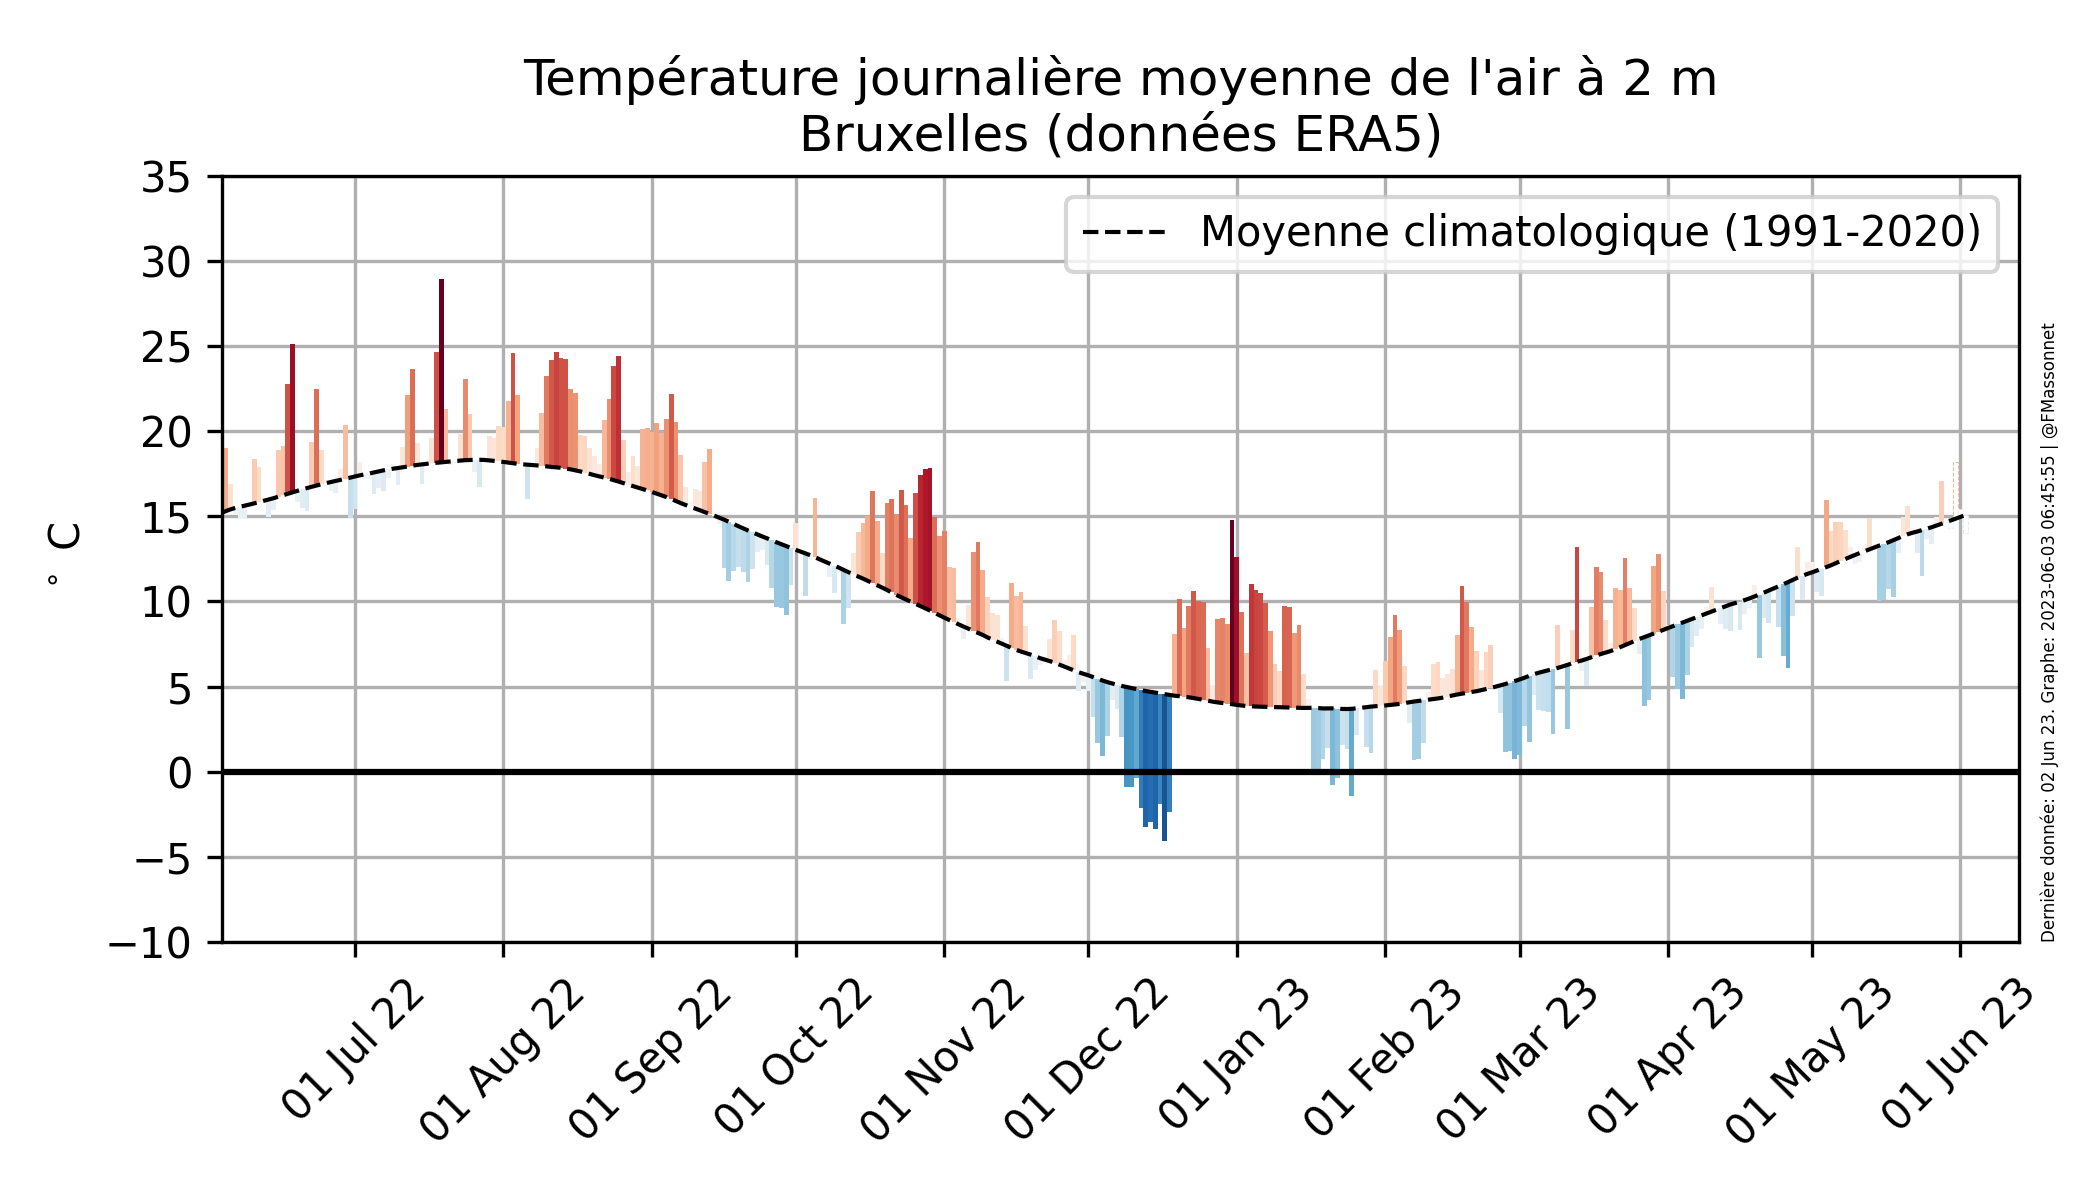 Température journalière moyenne de l'air à 2 m
Bruxelles (données ERA5)
Moyenne climatologique (1991-2020)
° C
35
30
25
20
15
10
5
0
−5
−10
01 Jul 22
01 Aug 22
01 Sep 22
01 Oct 22
01 Nov 22
01 Dec 22
01 Jan 23
01 Feb 23
01 Mar 23
01 Apr 23
01 May 23
01 Jun 23
Dernière donnée: 02 Jun 23. Graphe: 2023-06-03 06:45:55 | @FMassonnet